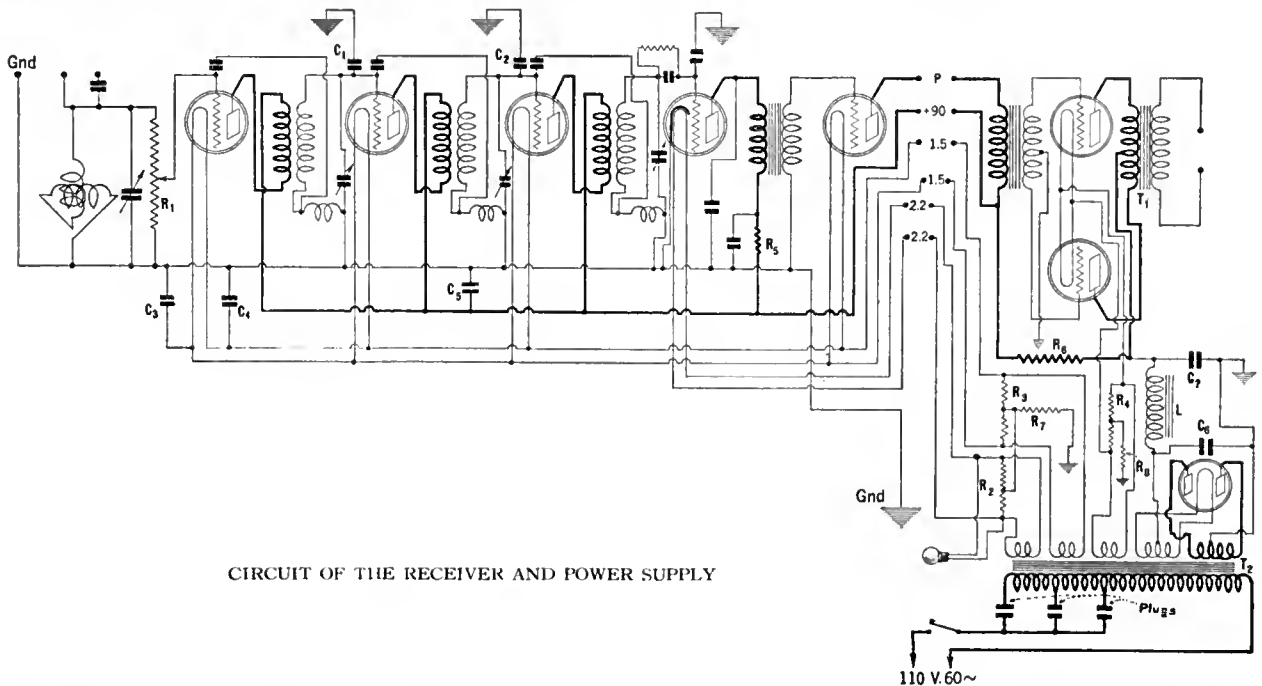 Gnd
C1
C2
P
+90
1.5
1.5
2.2
2.2
R1
R5
T1
C3
C4
C5
R6
C7
R3
R7
R4
L
C6
R2
R8
Gnd
T2
CIRCUIT OF THE RECEIVER AND POWER SUPPLY
Plugs
110 V. 60~